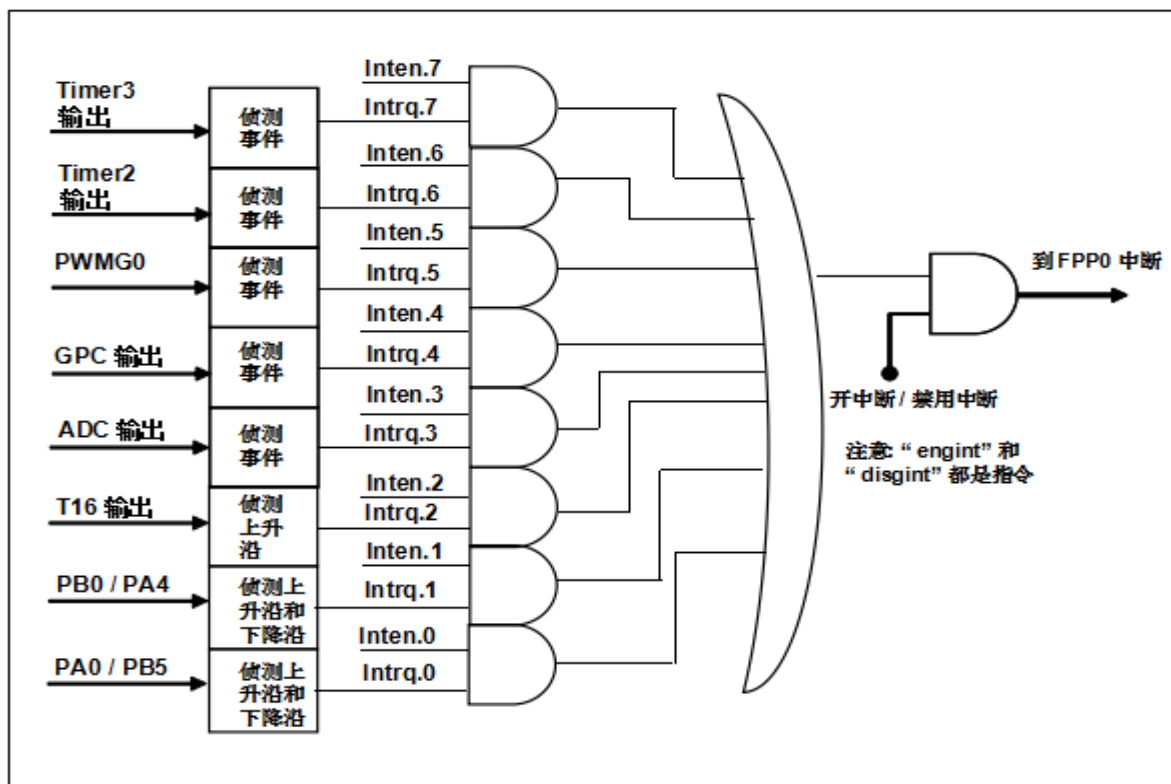 Timer3
输出
侦测
事件
Inten.7
Intrq.7
Timer2
输出
侦测
事件
Inten.6
Intrq.6
PWMG0
侦测
事件
Inten.5
Intrq.5
GPC 输出
侦测
事件
Inten.4
Intrq.4
ADC 输出
侦测
事件
Inten.3
Intrq.3
T16 输出
侦测
上升
沿
Inten.2
Intrq.2
PB0 / PA4
侦测上
升沿和
下降沿
Inten.1
Intrq.1
PA0 / PB5
侦测上
升沿和
下降沿
Inten.0
Intrq.0
到 FPP0 中断
开中断 / 禁用中断
注意: “ engint” 和
“ disgint” 都是指令